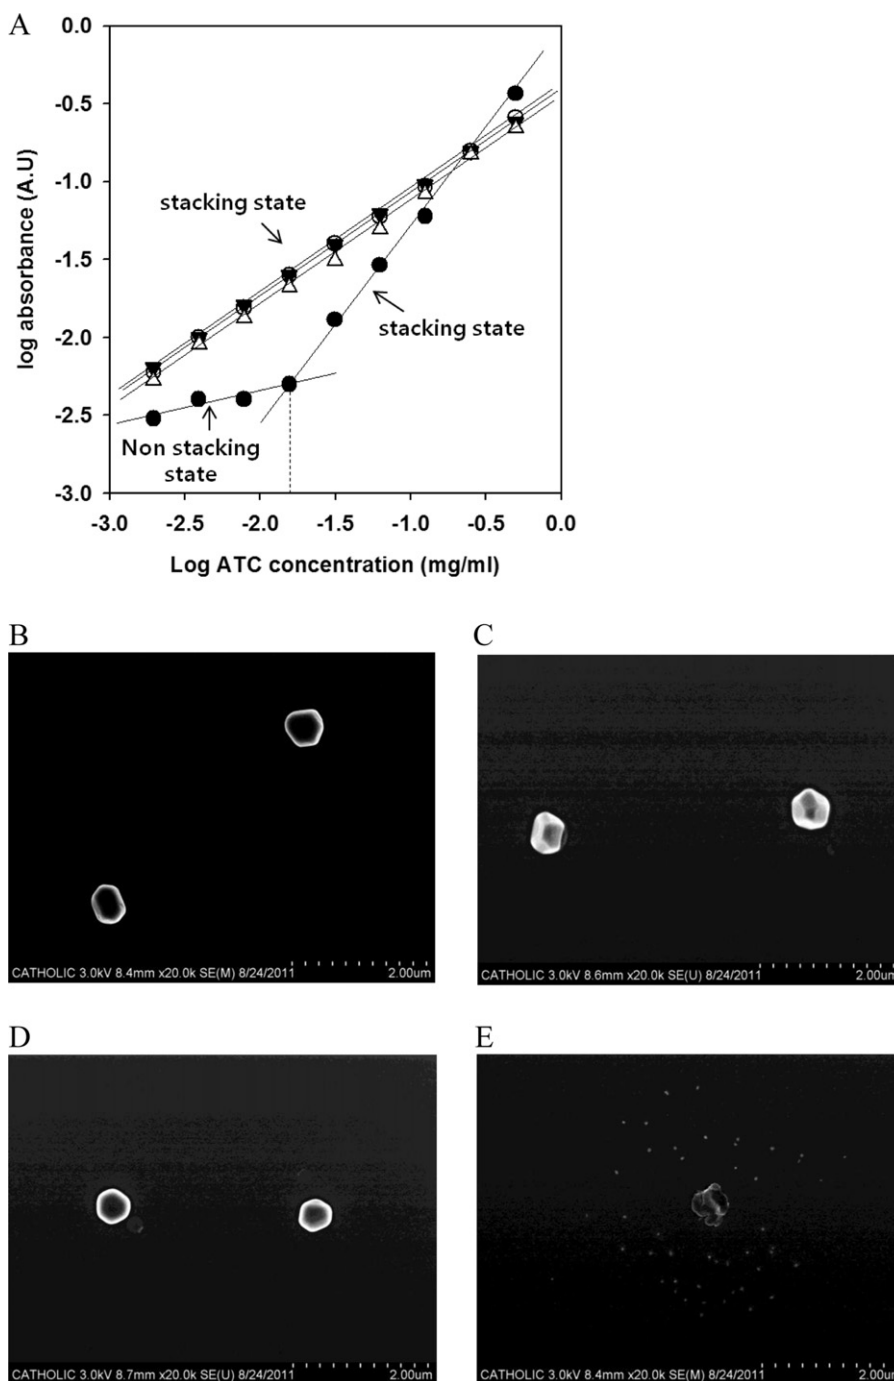 A
0.0
-0.5
-1.0
-1.5
-2.0
-2.5
-3.0
log absorbance (A.U)
stacking state
stacking state
Non stacking
state
-3.0 -2.5 -2.0 -1.5 -1.0 -0.5 0.0
Log ATC concentration (mg/ml)
B
CATHOLIC 3.0kV 8.4mm x20.0k SE(M) 8/24/2011 2.00um
C
CATHOLIC 3.0kV 8.6mm x20.0k SE(U) 8/24/2011 2.00um
D
CATHOLIC 3.0kV 8.7mm x20.0k SE(U) 8/24/2011 2.00um
E
CATHOLIC 3.0kV 8.4mm x20.0k SE(M) 8/24/2011 2.00um